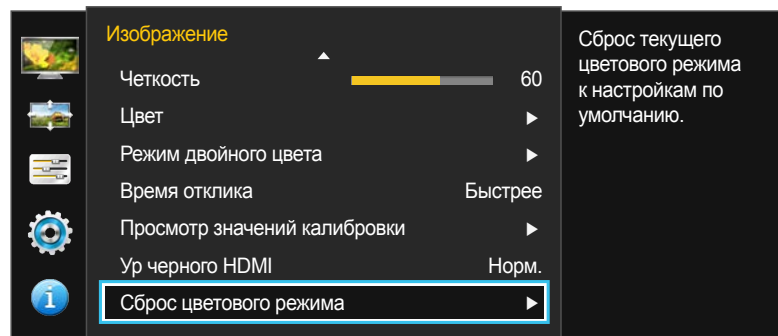 Изображение
Четкость 60
Цвет
Режим двойного цвета
Время отклика Быстрее
Просмотр значений калибровки
Ур черного HDMI Норм.
Сброс цветового режима
Сброс текущего
цветового режима
к настройкам по
умолчанию.